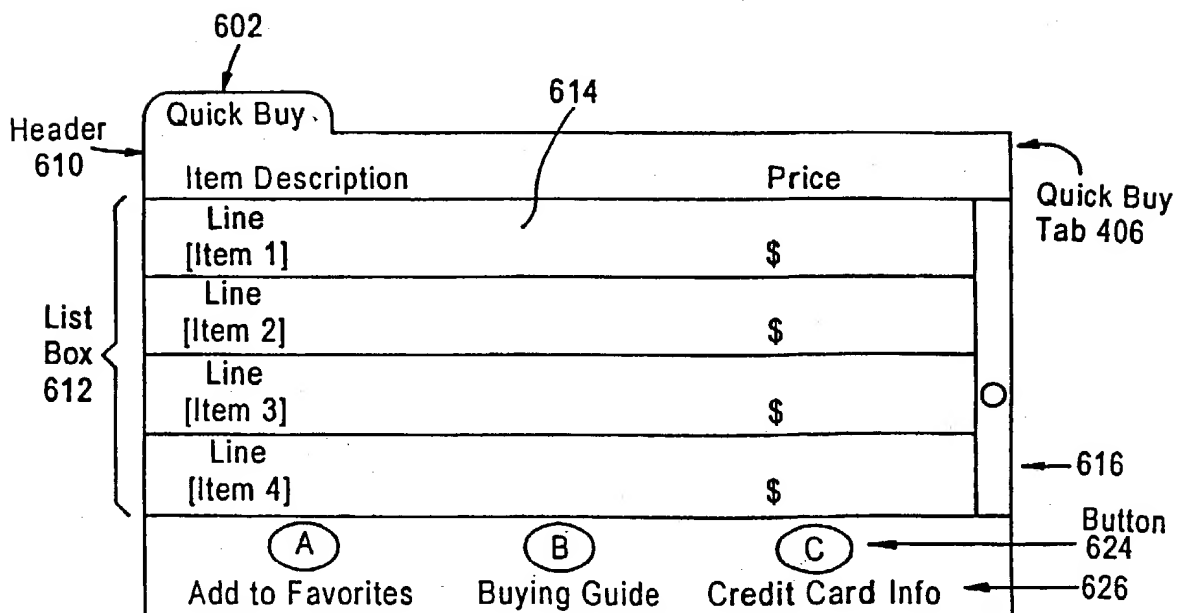 602
Quick Buy
614
Header
610
Item Description Price
Quick Buy
Tab 406
Line
[Item 1] $
Line
[Item 2] $
List
Box
612
Line
[Item 3] $
Line
[Item 4] $
616
A B C
Button
624
Add to Favorites Buying Guide Credit Card Info
626